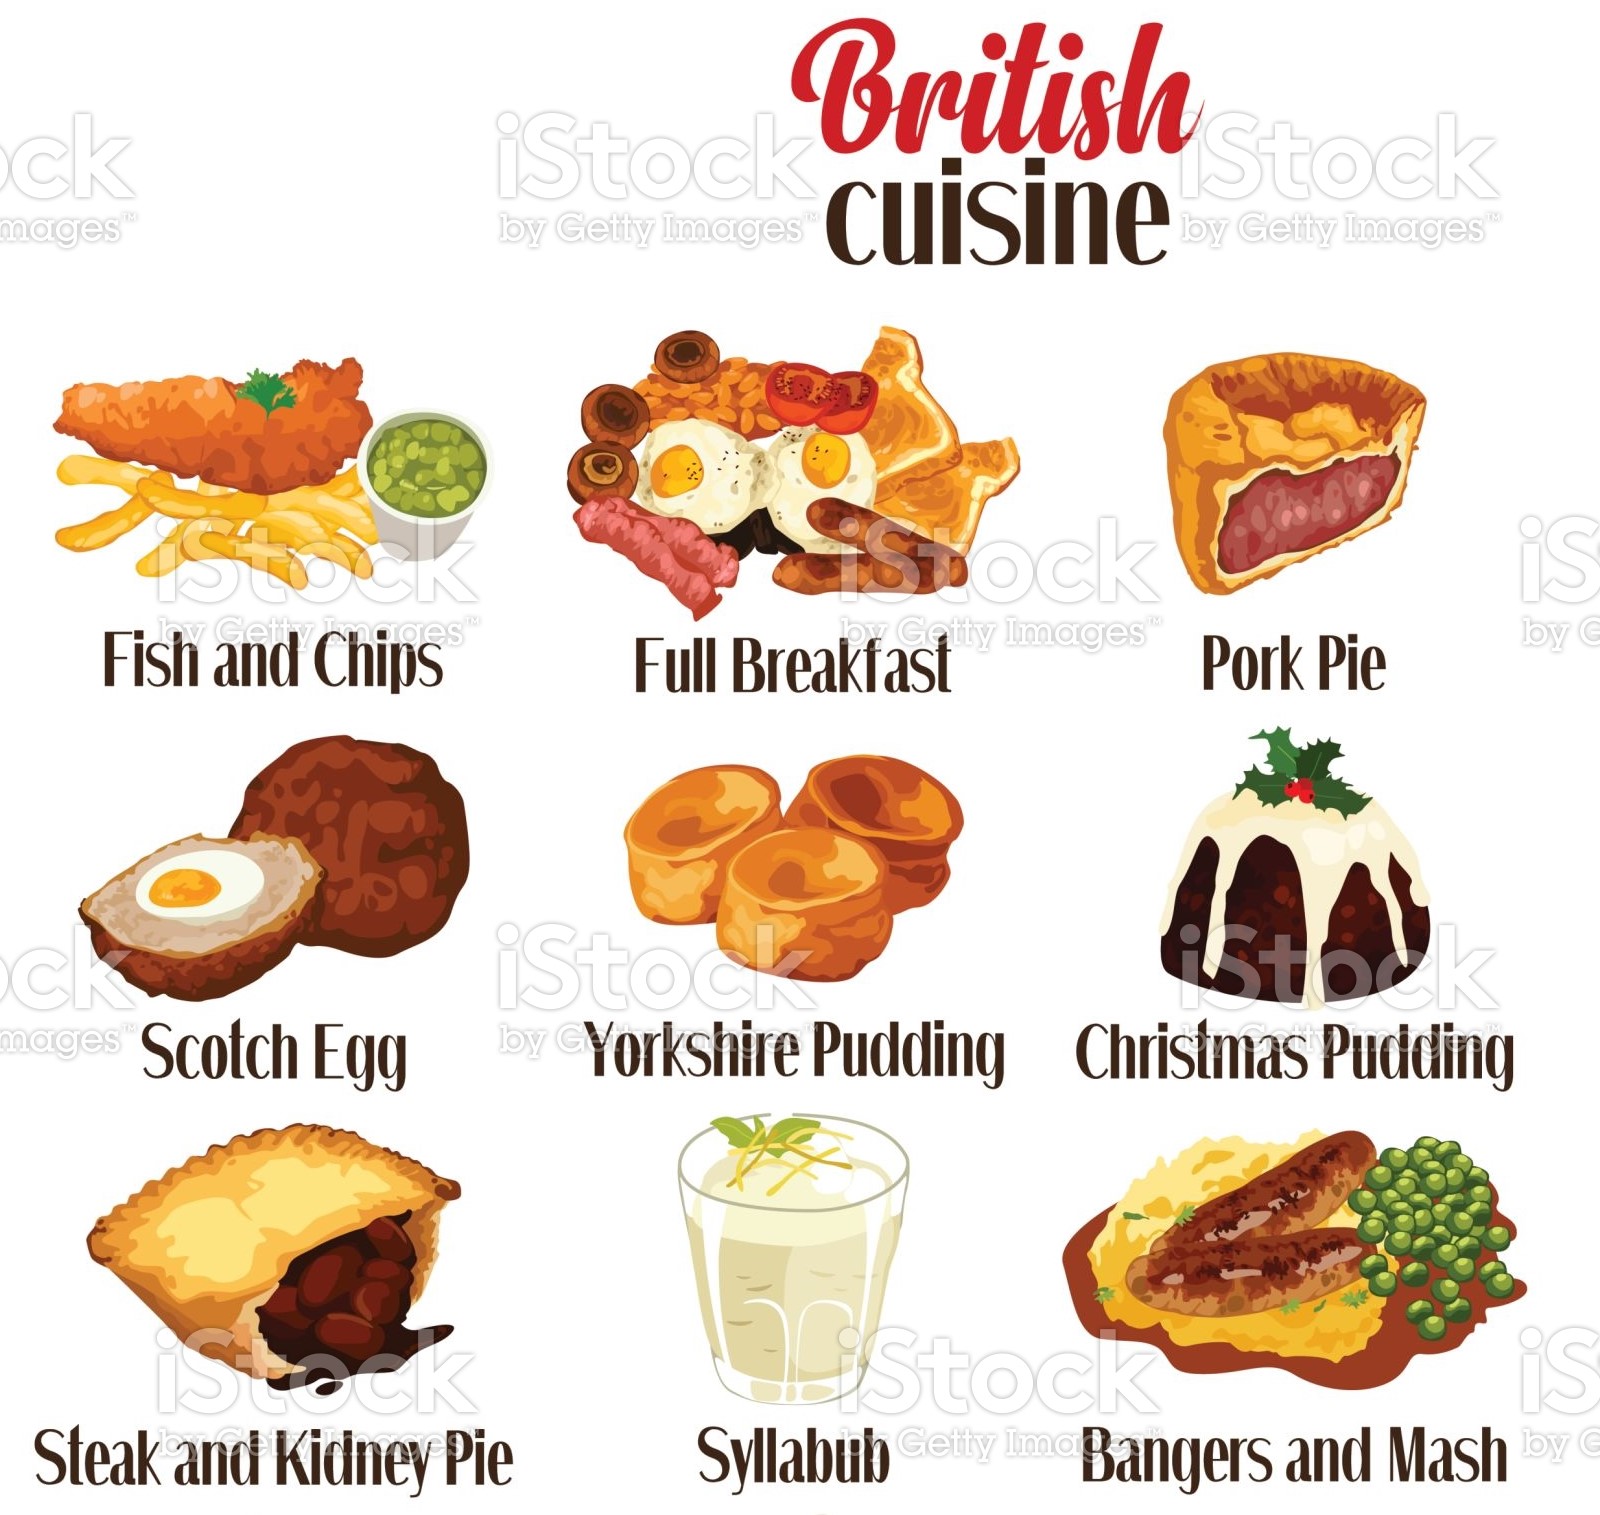 British
cuisine
iStock
by Getty Images™
Fish and Chips
Full Breakfast
Pork Pie
Scotch Egg
Yorkshire Pudding
Christmas Pudding
Steak and Kidney Pie
Syllabub
Bangers and Mash